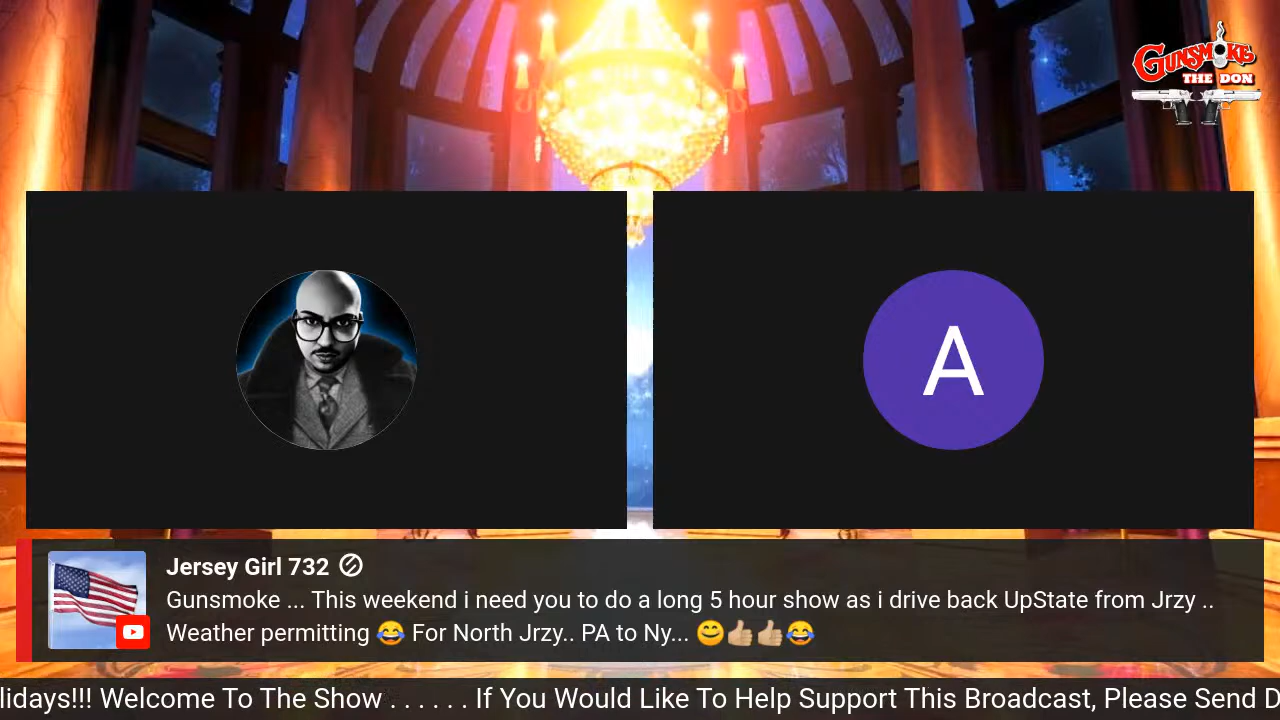 GUNSMOKE
THE DON
A
Jersey Girl 732
Gunsmoke ... This weekend i need you to do a long 5 hour show as i drive back UpState from Jrzy ..
Weather permitting 😂 For North Jrzy.. PA to Ny... 😊👍🏼👍🏼😂
lidays!!! Welcome To The Show . . . . . . If You Would Like To Help Support This Broadcast, Please Send D